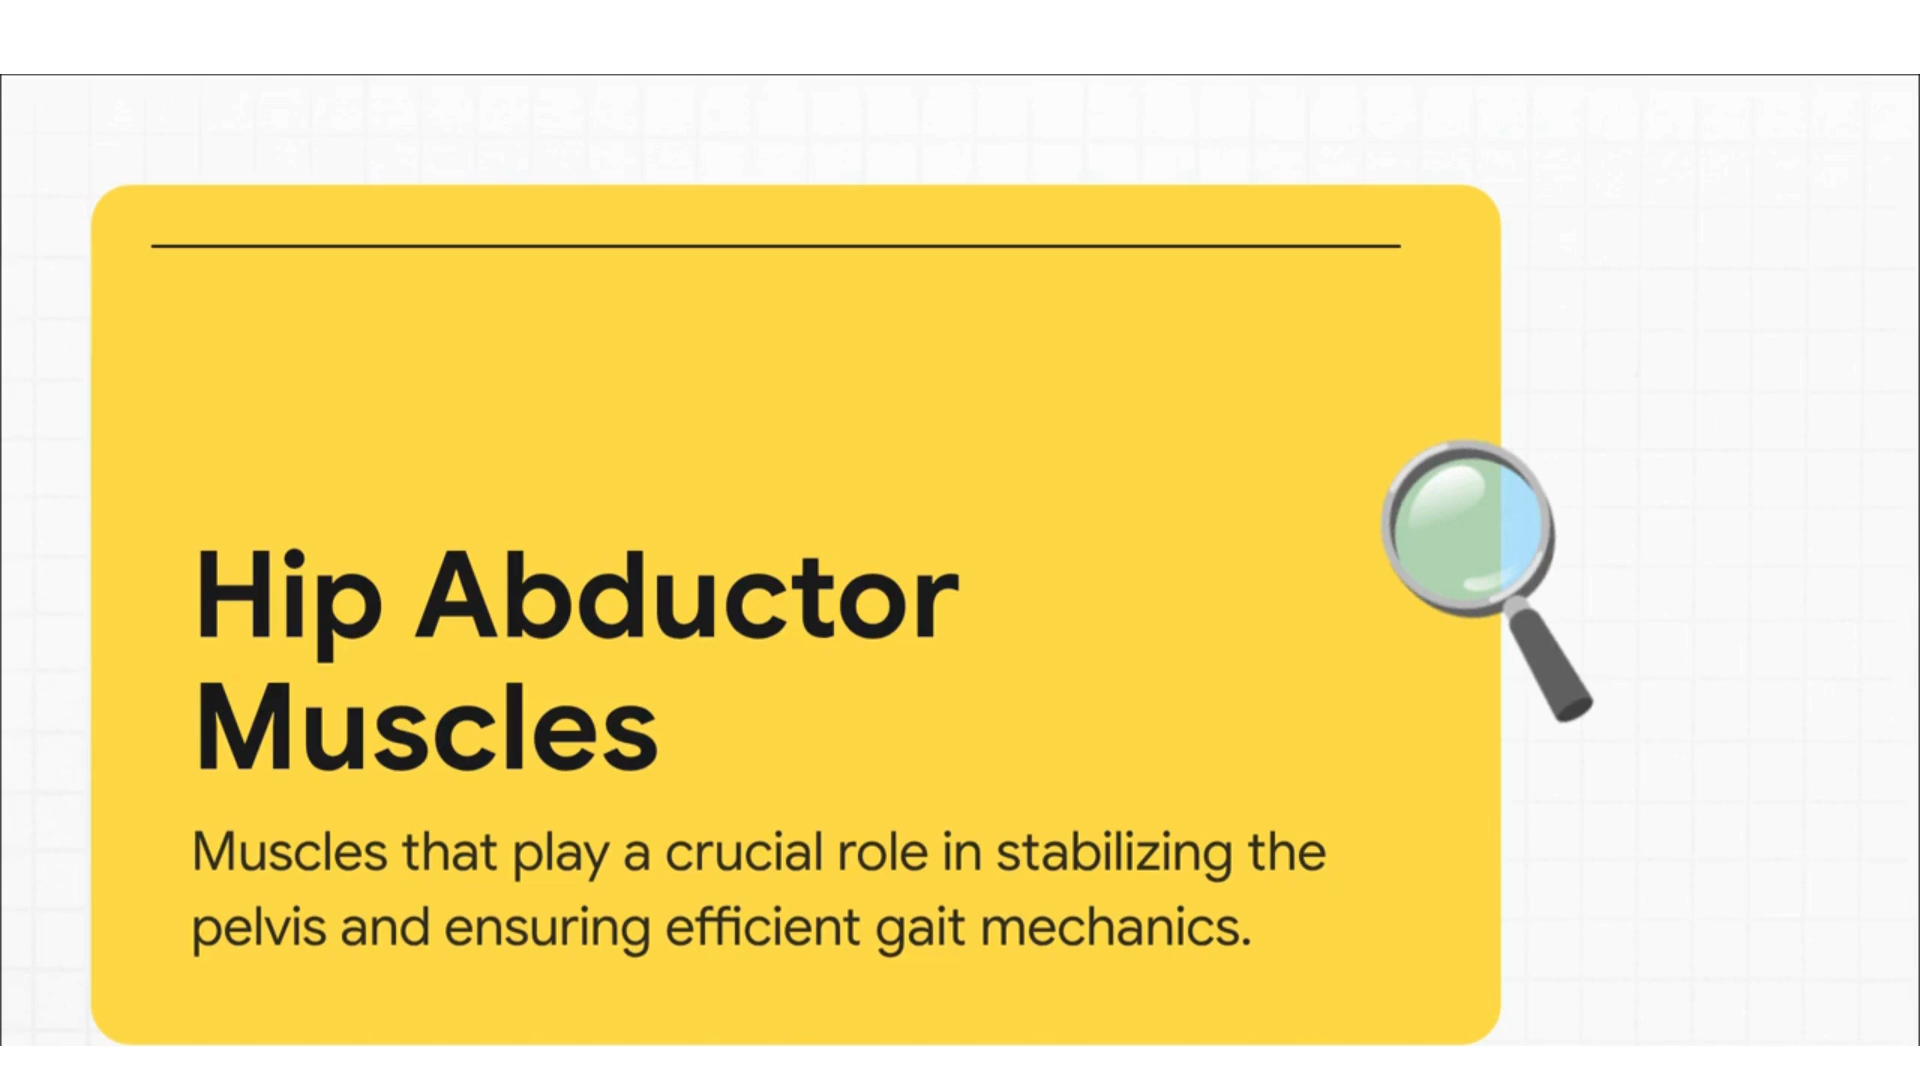 Hip Abductor
Muscles
Muscles that play a crucial role in stabilizing the
pelvis and ensuring efficient gait mechanics.